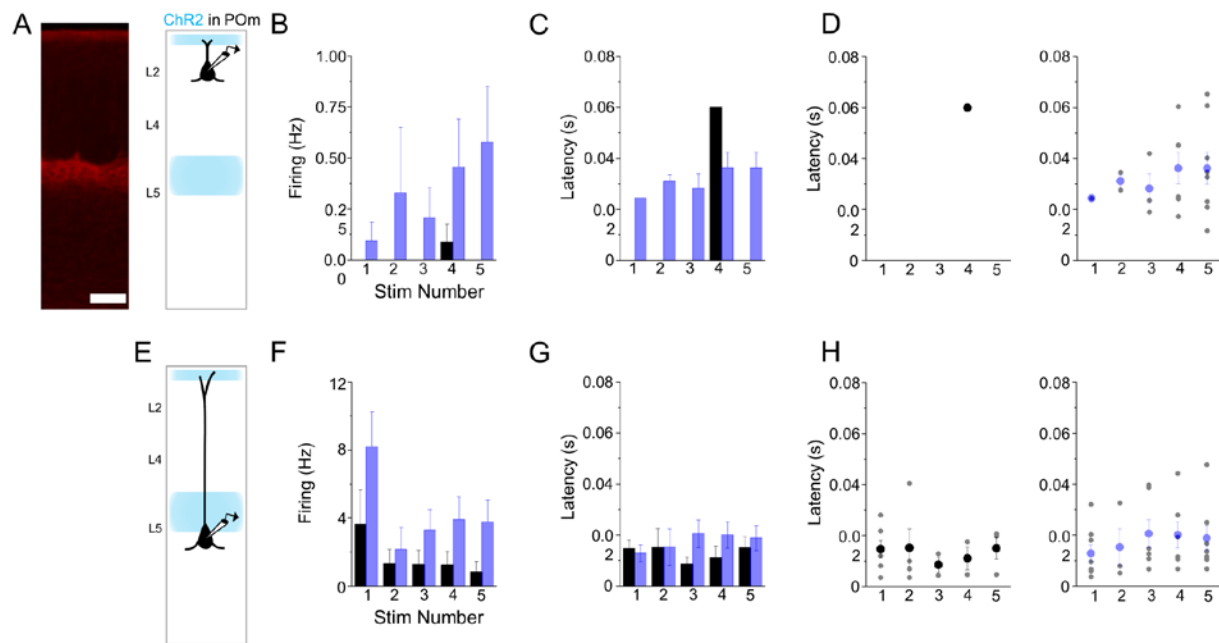 A
ChR2 in POm
L2
L4
L5
B
Firing (Hz)
1.00
0.75
0.50
0.2
5
0.0
0
1 2 3 4 5
Stim Number
C
Latency (s)
0.08
0.06
0.04
0.0
2
0
1 2 3 4 5
D
Latency (s)
0.08
0.06
0.04
0.0
2
0
1 2 3 4 5
0.08
0.06
0.04
0.0
2
0
1 2 3 4 5
E
L2
L4
L5
F
Firing (Hz)
12
8
4
0
1 2 3 4 5
Stim Number
G
Latency (s)
0.08
0.06
0.04
0.0
2
0
1 2 3 4 5
H
Latency (s)
0.08
0.06
0.04
0.0
2
0
1 2 3 4 5
0.08
0.06
0.04
0.0
2
0
1 2 3 4 5